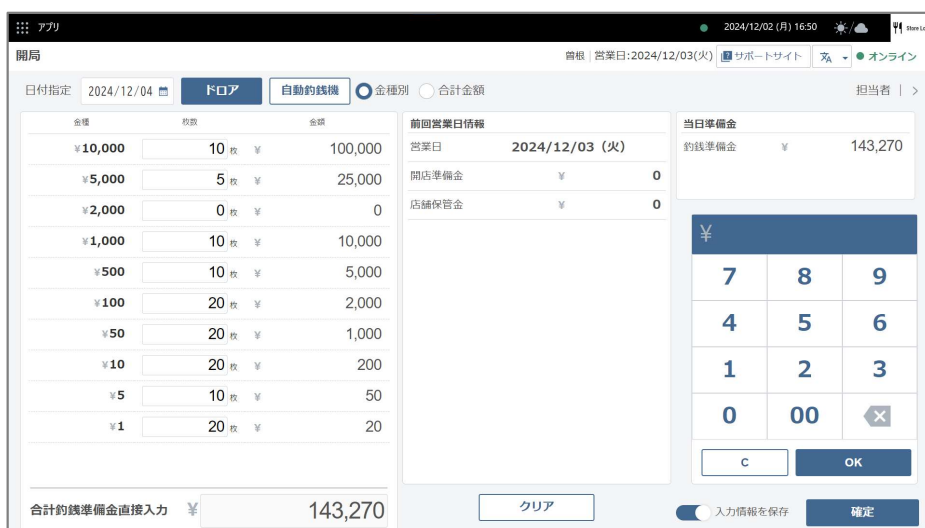 アプリ 2024/12/02 (月) 16:50 Store Lo
開局 曽根 営業日:2024/12/03(火) サポートサイト オンライン
日付指定 2024/12/04 ドロア 自動釣銭機 金種別 合計金額 担当者
金種 枚数 金額
¥10,000 10 枚 ¥ 100,000
¥5,000 5 枚 ¥ 25,000
¥2,000 0 枚 ¥ 0
¥1,000 10 枚 ¥ 10,000
¥500 10 枚 ¥ 5,000
¥100 20 枚 ¥ 2,000
¥50 20 枚 ¥ 1,000
¥10 20 枚 ¥ 200
¥5 10 枚 ¥ 50
¥1 20 枚 ¥ 20
合計釣銭準備金直接入力 ¥ 143,270
前回営業日情報
営業日 2024/12/03 (火)
開店準備金 ¥ 0
店舗保管金 ¥ 0
クリア
当日準備金
釣銭準備金 ¥ 143,270
¥
7 8 9
4 5 6
1 2 3
0 00
C OK
入力情報を保存 確定